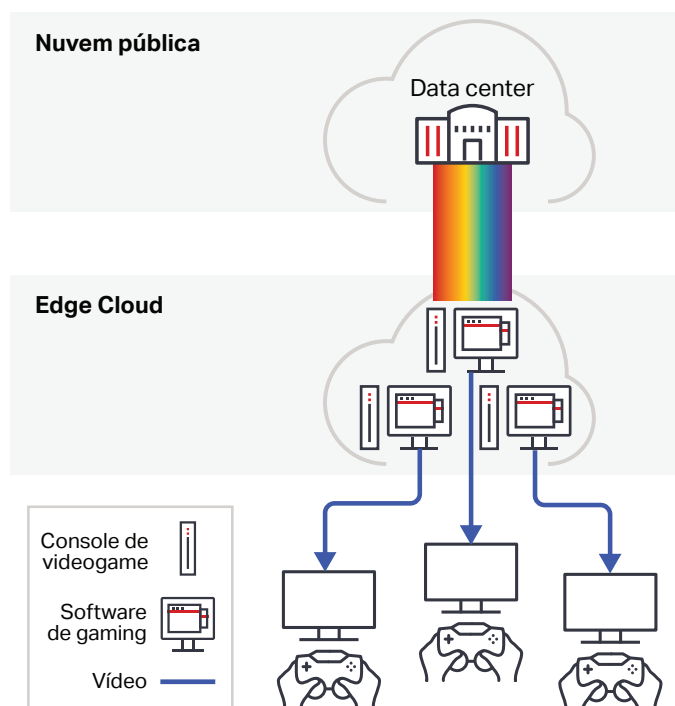 Nuvem pública
Data center
Edge Cloud
Console de
videogame
Software
de gaming
Vídeo